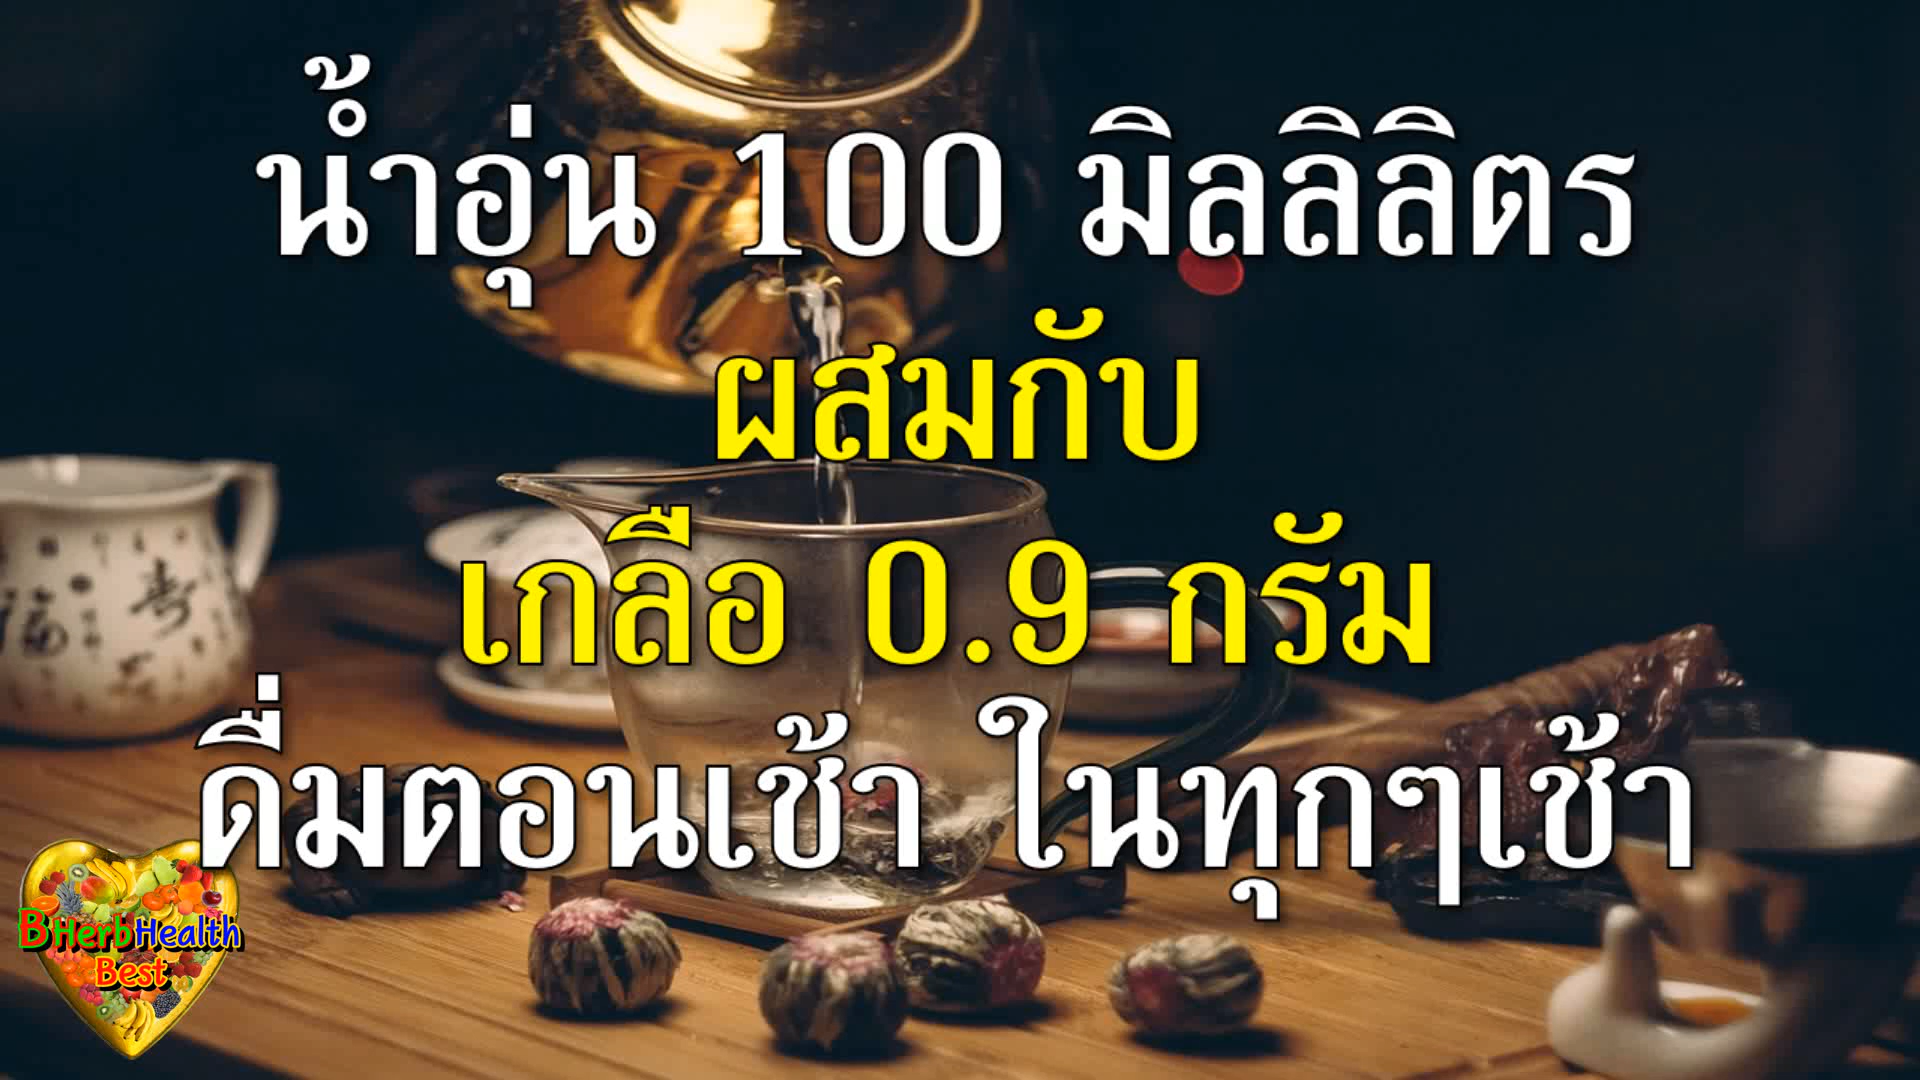 น้ำอุ่น 100 มิลลิลิตร
ผสมกับ
เกลือ 0.9 กรัม
ดื่มตอนเช้า ในทุกๆเช้า
BHerbHealth
Best